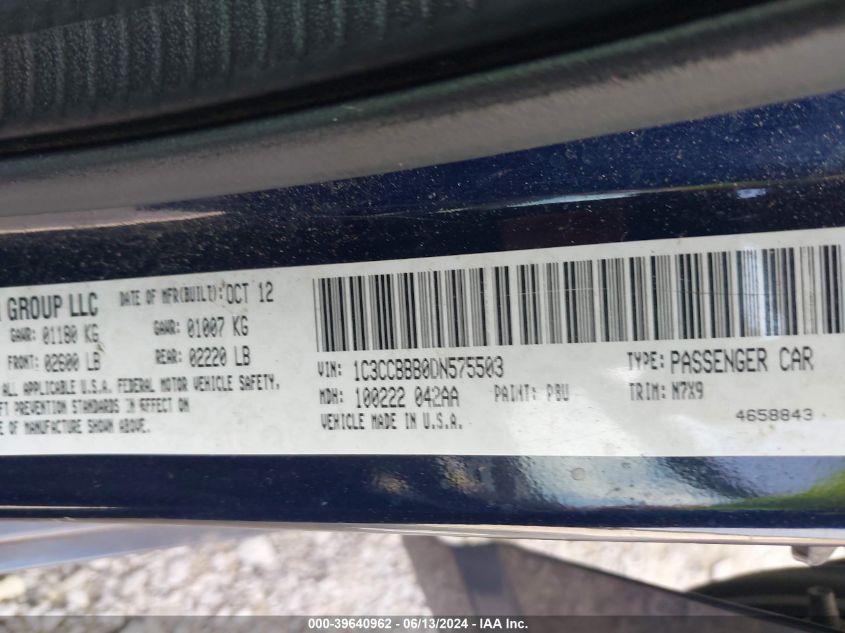 GROUP LLC DATE OF MFR(BUILT): OCT 12
GAWR: 01180 KG GAWR: 01007 KG
FRONT: 02600 LB REAR: 02220 LB
ALL APPLICABLE U.S.A. FEDERAL MOTOR VEHICLE SAFETY,
FT PREVENTION STANDARDS IN EFFECT ON
E OF MANUFACTURE SHOWN ABOVE.
VIN: 1C3CCBBB0DN575503 TYPE: PASSENGER CAR
MDH: 100222 042AA PAINT: PBU TRIM: N7X9
VEHICLE MADE IN U.S.A. 4658843
000-39640962 - 06/13/2024 - IAA Inc.